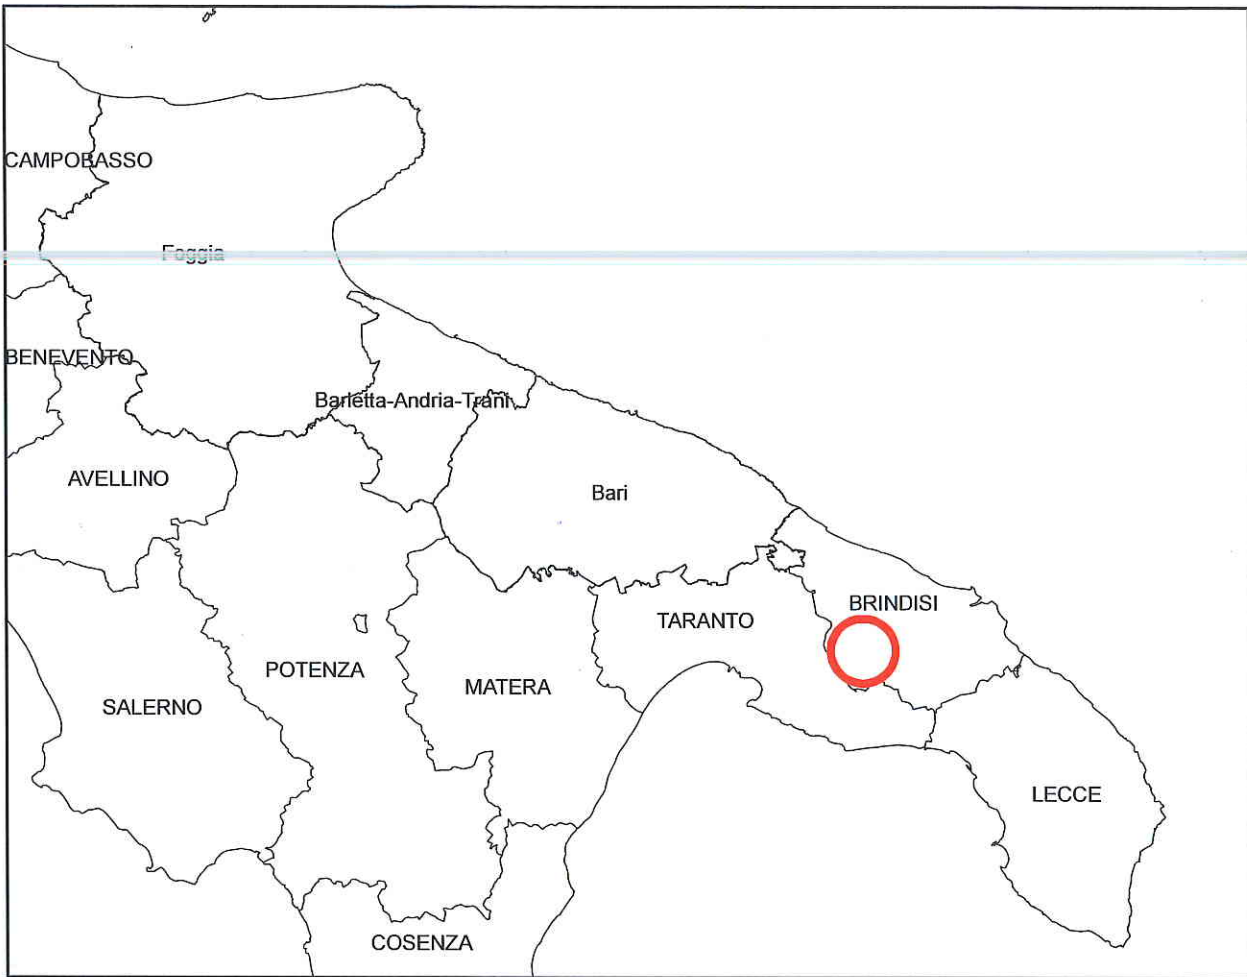 CAMPOBASSO
Foggia
BENEVENTO
Barletta-Andria-Trani
AVELLINO
Bari
BRINDISI
TARANTO
POTENZA
MATERA
SALERNO
LECCE
COSENZA